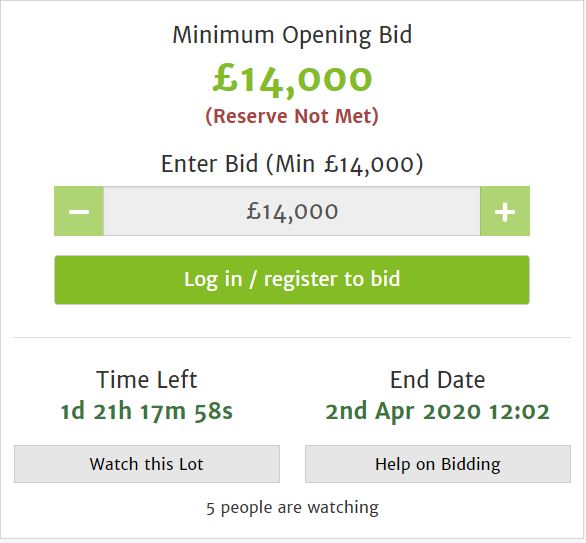 Minimum Opening Bid
£14,000
(Reserve Not Met)
Enter Bid (Min £14,000)
− £14,000 +
Log in / register to bid
Time Left
1d 21h 17m 58s
End Date
2nd Apr 2020 12:02
Watch this Lot
Help on Bidding
5 people are watching